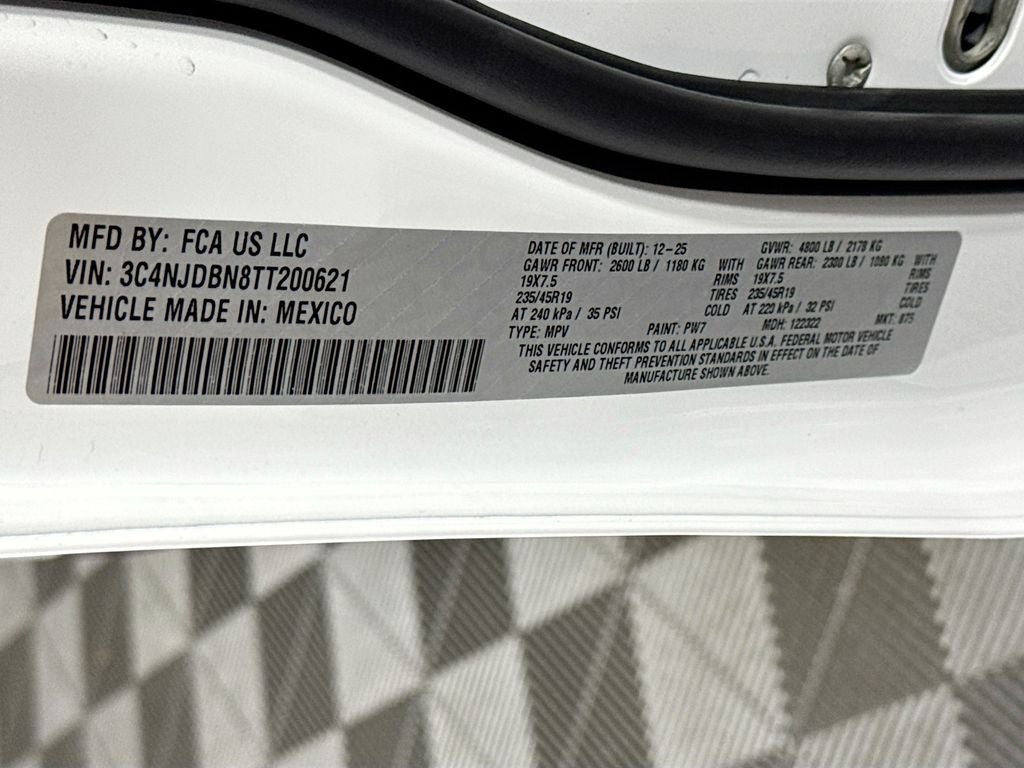 MFD BY: FCA US LLC
VIN: 3C4NJDBN8TT200621
VEHICLE MADE IN: MEXICO
DATE OF MFR (BUILT): 12-25 GVWR: 4800 LB / 2178 KG
GAWR FRONT: 2600 LB / 1180 KG WITH GAWR REAR: 2300 LB / 1080 KG WITH
19X7.5 RIMS 19X7.5 RIMS
235/45R19 TIRES 235/45R19 TIRES
AT 240 kPa / 35 PSI COLD AT 220 kPa / 32 PSI COLD
TYPE: MPV PAINT: PW7 MDH: 122322 MKT: 875
THIS VEHICLE CONFORMS TO ALL APPLICABLE U.S.A. FEDERAL MOTOR VEHICLE
SAFETY AND THEFT PREVENTION STANDARDS IN EFFECT ON THE DATE OF
MANUFACTURE SHOWN ABOVE.